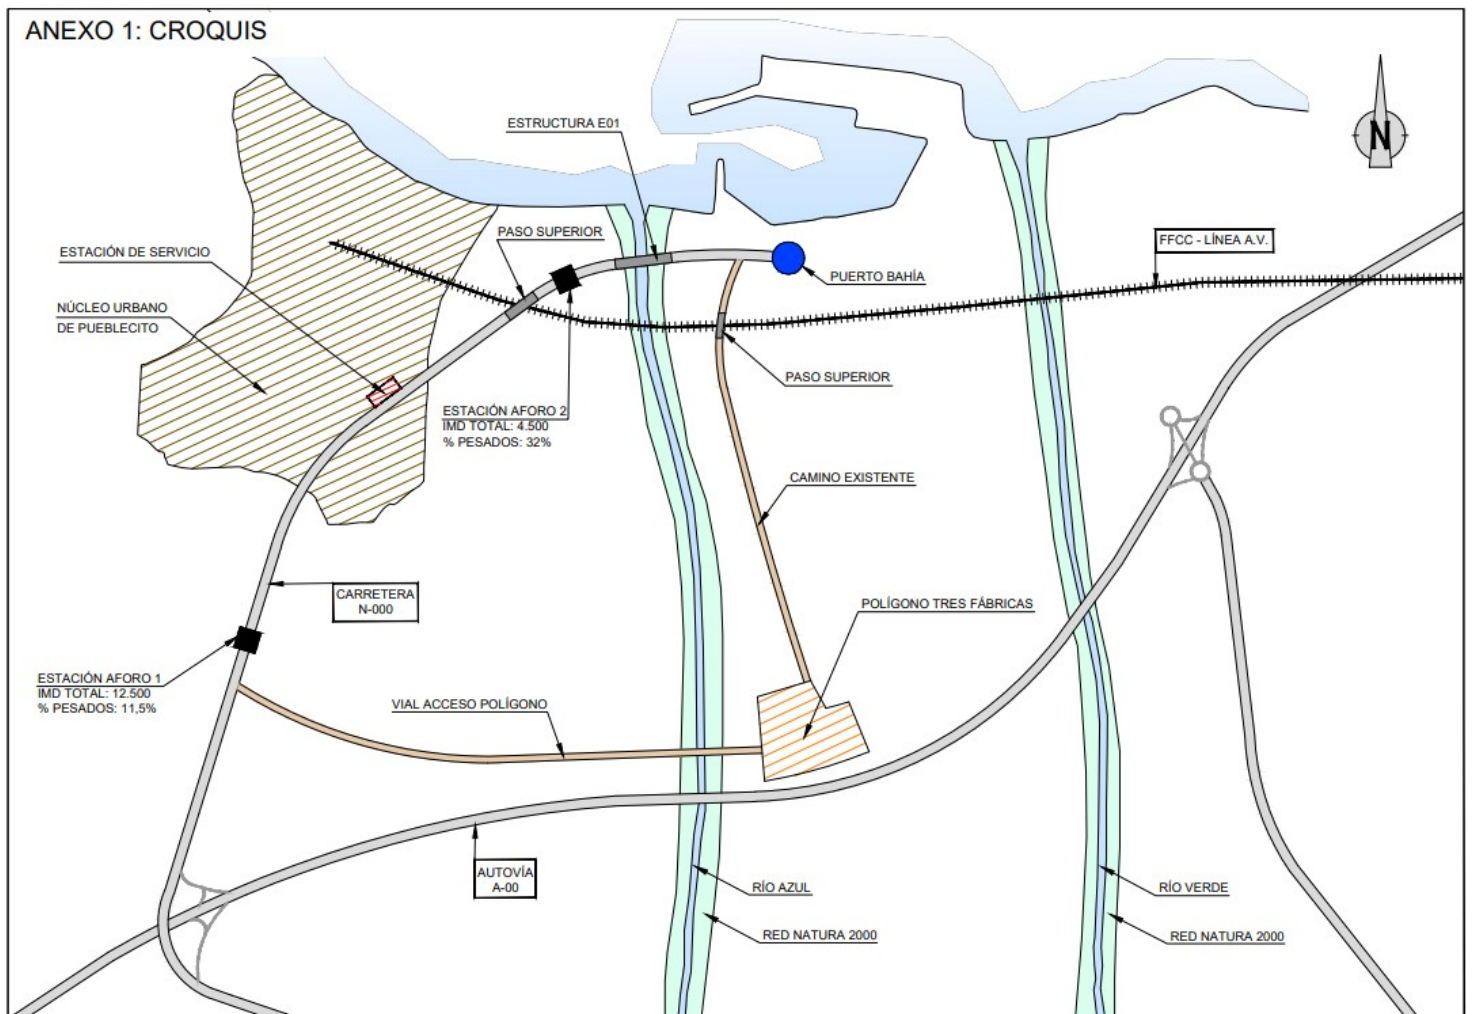 ANEXO 1: CROQUIS
ESTRUCTURA E01
N
PASO SUPERIOR
FFCC - LÍNEA A.V.
ESTACIÓN DE SERVICIO
PUERTO BAHÍA
NÚCLEO URBANO
DE PUEBLECITO
PASO SUPERIOR
ESTACIÓN AFORO 2
IMD TOTAL: 4.500
% PESADOS: 32%
CAMINO EXISTENTE
CARRETERA
N-000
POLÍGONO TRES FÁBRICAS
ESTACIÓN AFORO 1
IMD TOTAL: 12.500
% PESADOS: 11,5%
VIAL ACCESO POLÍGONO
AUTOVÍA
A-00
RÍO AZUL
RÍO VERDE
RED NATURA 2000
RED NATURA 2000